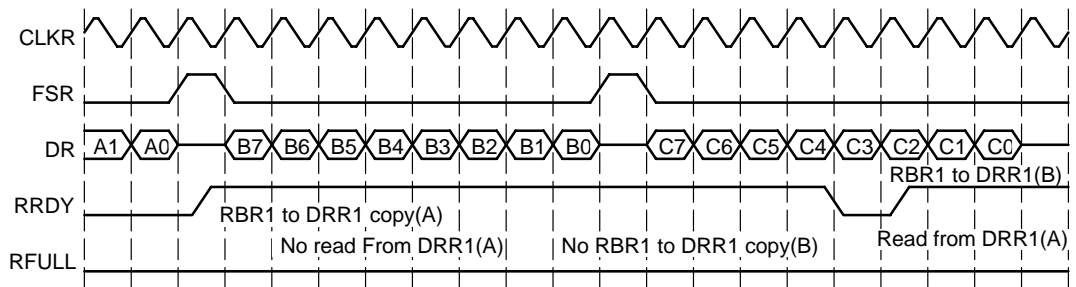 CLKR
FSR
DR A1 A0 B7 B6 B5 B4 B3 B2 B1 B0 C7 C6 C5 C4 C3 C2 C1 C0
RBR1 to DRR1(B)
RRDY
RBR1 to DRR1 copy(A)
No read From DRR1(A) No RBR1 to DRR1 copy(B) Read from DRR1(A)
RFULL